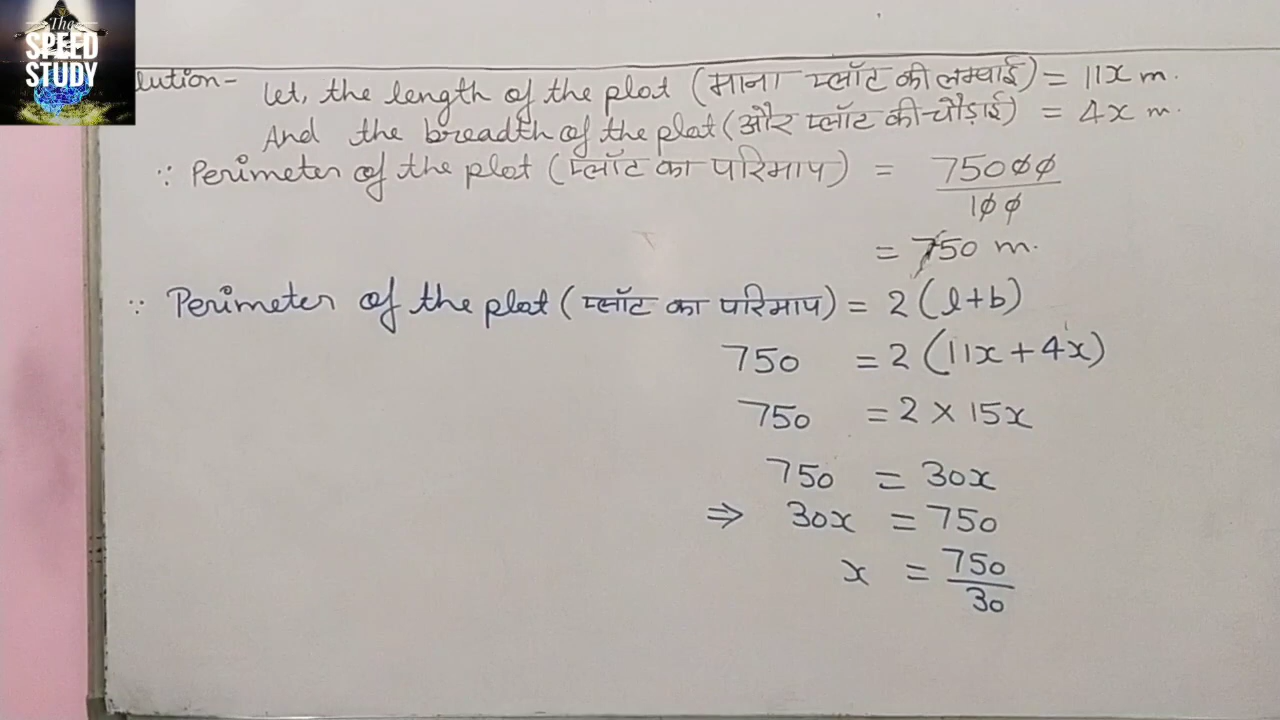 The
SPEED
STUDY
lution- Let, the length of the plot (माना प्लॉट की लम्बाई) = 11x m.
And the breadth of the plot (और प्लॉट की चौड़ाई) = 4x m.
∵ Perimeter of the plot (प्लॉट का परिमाप) = 75000/100
= 750 m.
∵ Perimeter of the plot (प्लॉट का परिमाप) = 2(l+b)
750 = 2(11x+4x)
750 = 2×15x
750 = 30x
⇒ 30x = 750
x = 750/30